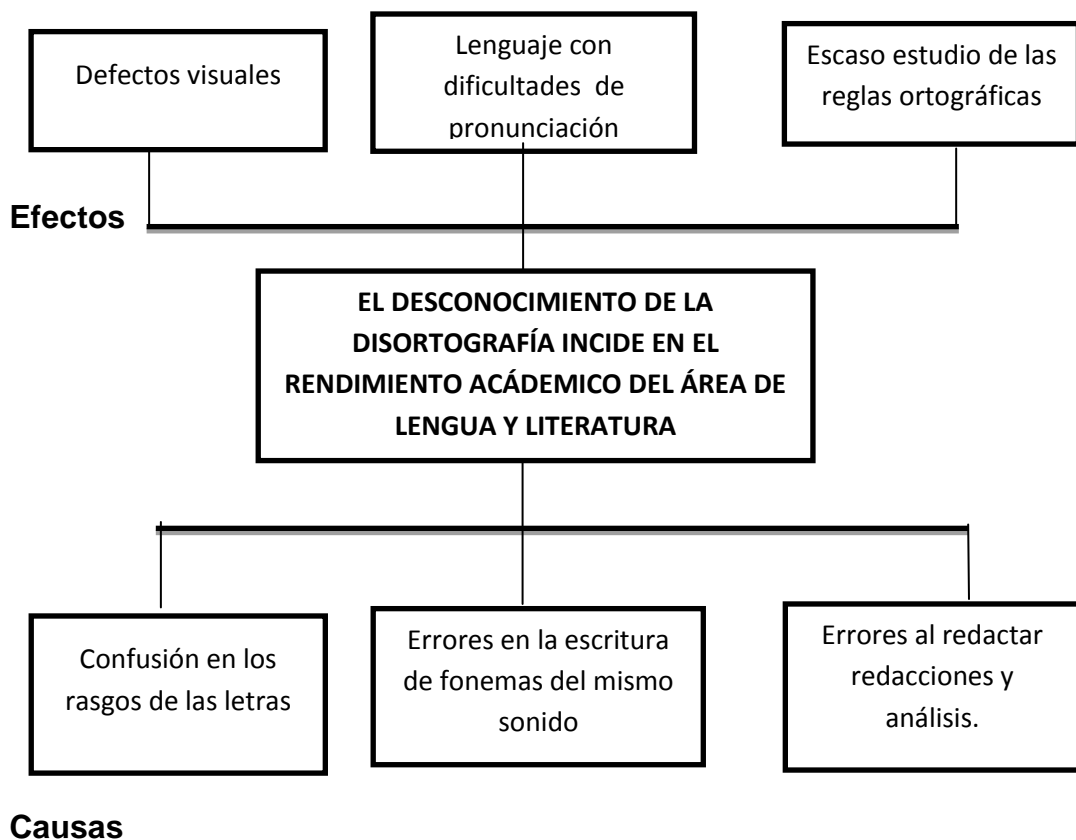 Defectos visuales
Lenguaje con
dificultades de
pronunciación
Escaso estudio de las
reglas ortográficas
Efectos
EL DESCONOCIMIENTO DE LA
DISORTOGRAFÍA INCIDE EN EL
RENDIMIENTO ACÁDEMICO DEL ÁREA DE
LENGUA Y LITERATURA
Confusión en los
rasgos de las letras
Errores en la escritura
de fonemas del mismo
sonido
Errores al redactar
redacciones y
análisis.
Causas